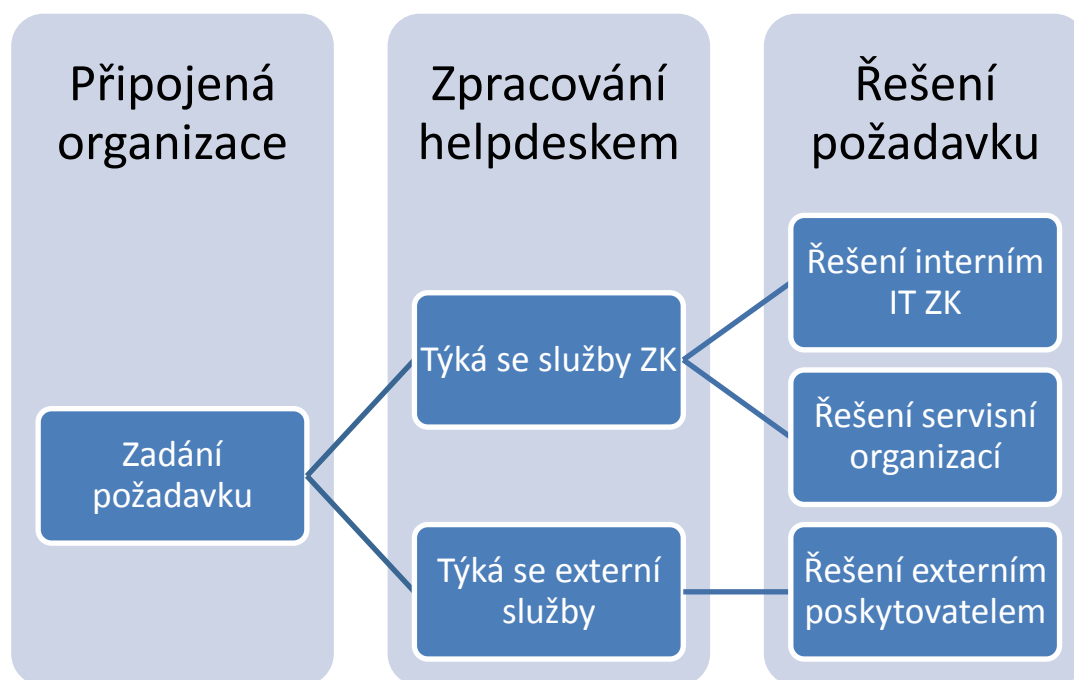 Připojená
organizace
Zpracování
helpdeskem
Řešení
požadavku
Zadání
požadavku
Týká se služby ZK
Týká se externí
služby
Řešení interním
IT ZK
Řešení servisní
organizací
Řešení externím
poskytovatelem